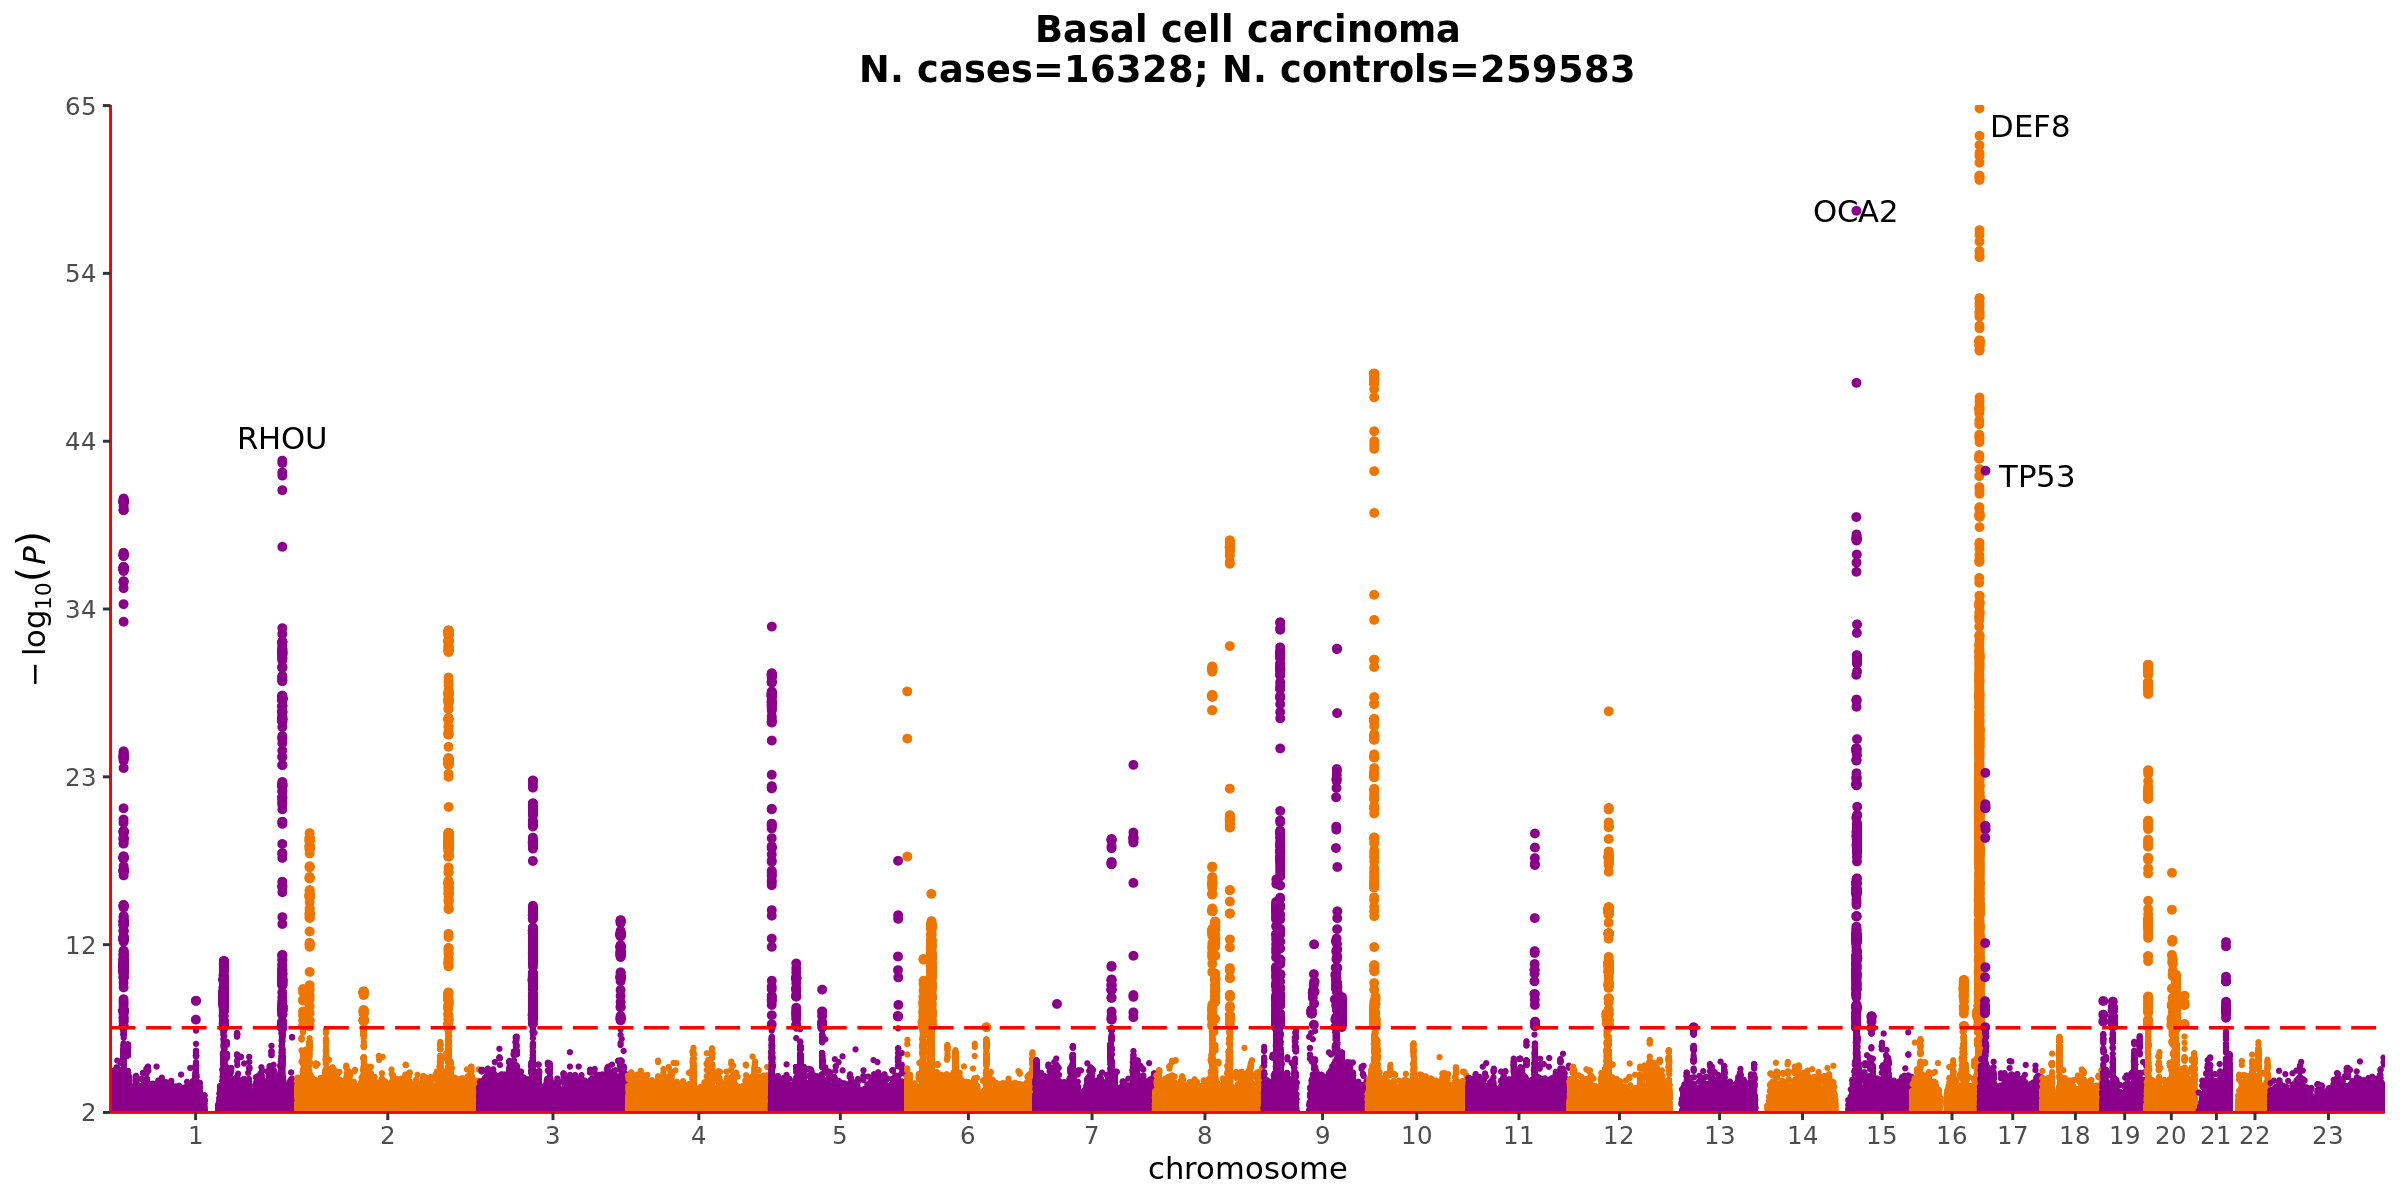 Basal cell carcinoma
N. cases=16328; N. controls=259583
65
54
44
34
23
12
2
− log10(P)
DEF8
OCA2
RHOU
TP53
1 2 3 4 5 6 7 8 9 10 11 12 13 14 15 16 17 18 19 20 21 22 23
chromosome